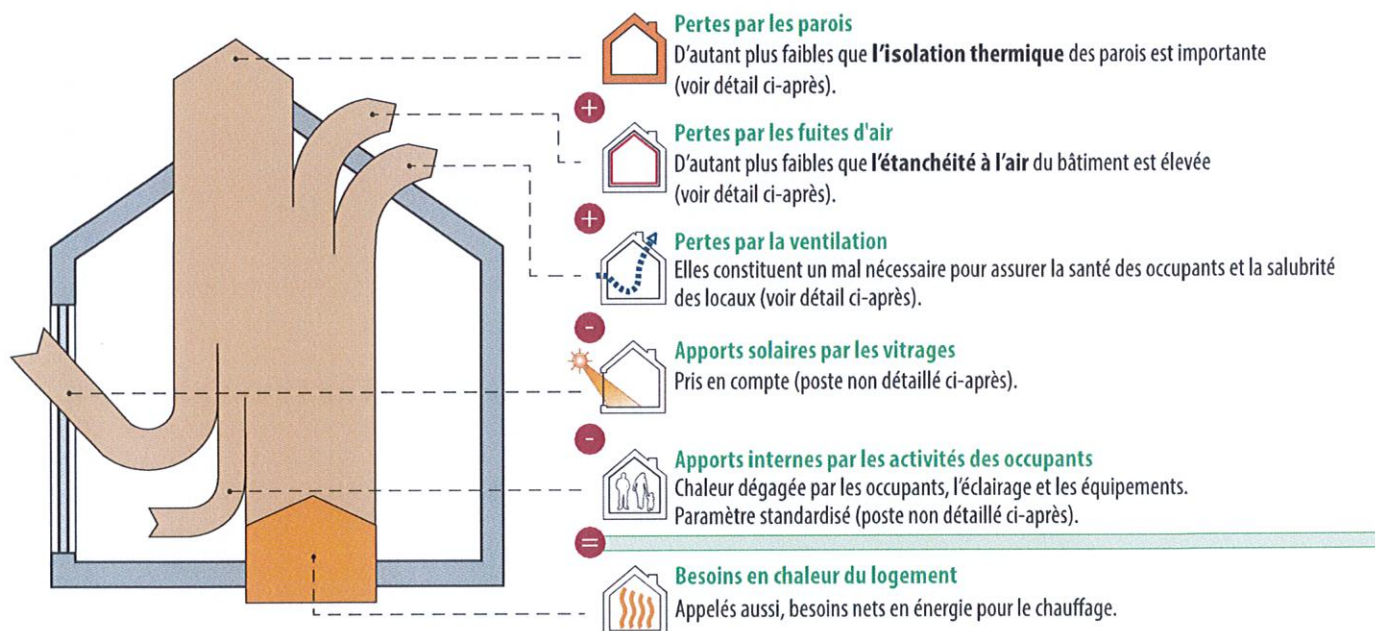 Pertes par les parois
D'autant plus faibles que l'isolation thermique des parois est importante
(voir détail ci-après).
+
Pertes par les fuites d'air
D'autant plus faibles que l'étanchéité à l'air du bâtiment est élevée
(voir détail ci-après).
+
Pertes par la ventilation
Elles constituent un mal nécessaire pour assurer la santé des occupants et la salubrité
des locaux (voir détail ci-après).
-
Apports solaires par les vitrages
Pris en compte (poste non détaillé ci-après).
-
Apports internes par les activités des occupants
Chaleur dégagée par les occupants, l'éclairage et les équipements.
Paramètre standardisé (poste non détaillé ci-après).
=
Besoins en chaleur du logement
Appelés aussi, besoins nets en énergie pour le chauffage.